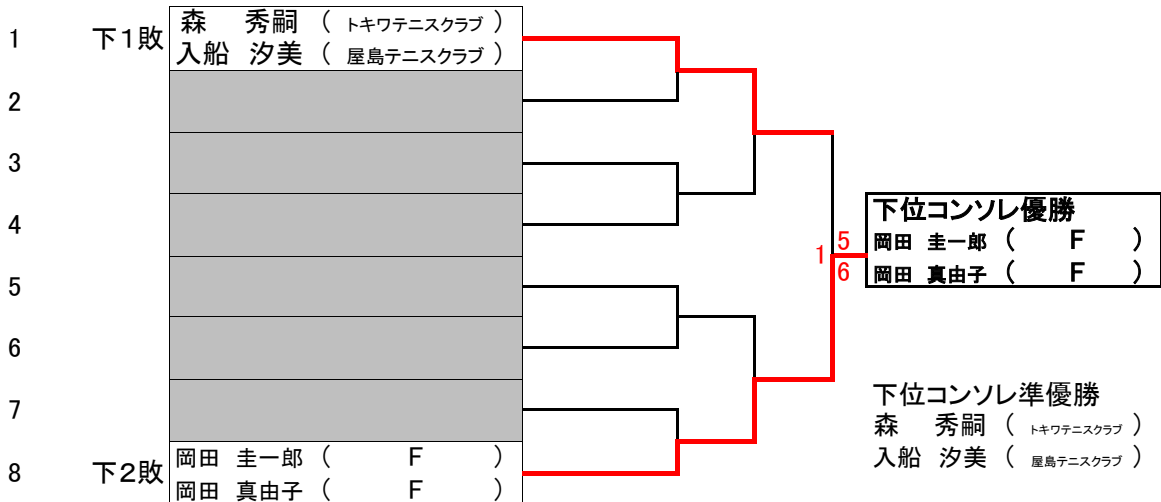 1 下1敗 森 秀嗣 ( トキワテニスクラブ )
入船 汐美 ( 屋島テニスクラブ )
2
3
4
5
6
7
8 下2敗 岡田 圭一郎 ( F )
岡田 真由子 ( F )
5
1
6
下位コンソレ優勝
岡田 圭一郎 ( F )
岡田 真由子 ( F )
下位コンソレ準優勝
森 秀嗣 ( トキワテニスクラブ )
入船 汐美 ( 屋島テニスクラブ )